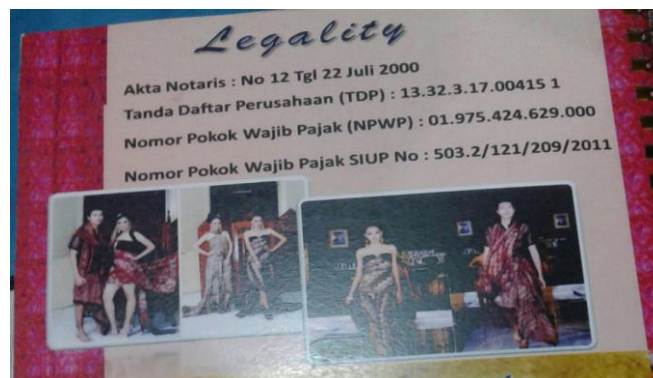 Legality
Akta Notaris : No 12 Tgl 22 Juli 2000
Tanda Daftar Perusahaan (TDP) : 13.32.3.17.00415 1
Nomor Pokok Wajib Pajak (NPWP) : 01.975.424.629.000
Nomor Pokok Wajib Pajak SIUP No : 503.2/121/209/2011